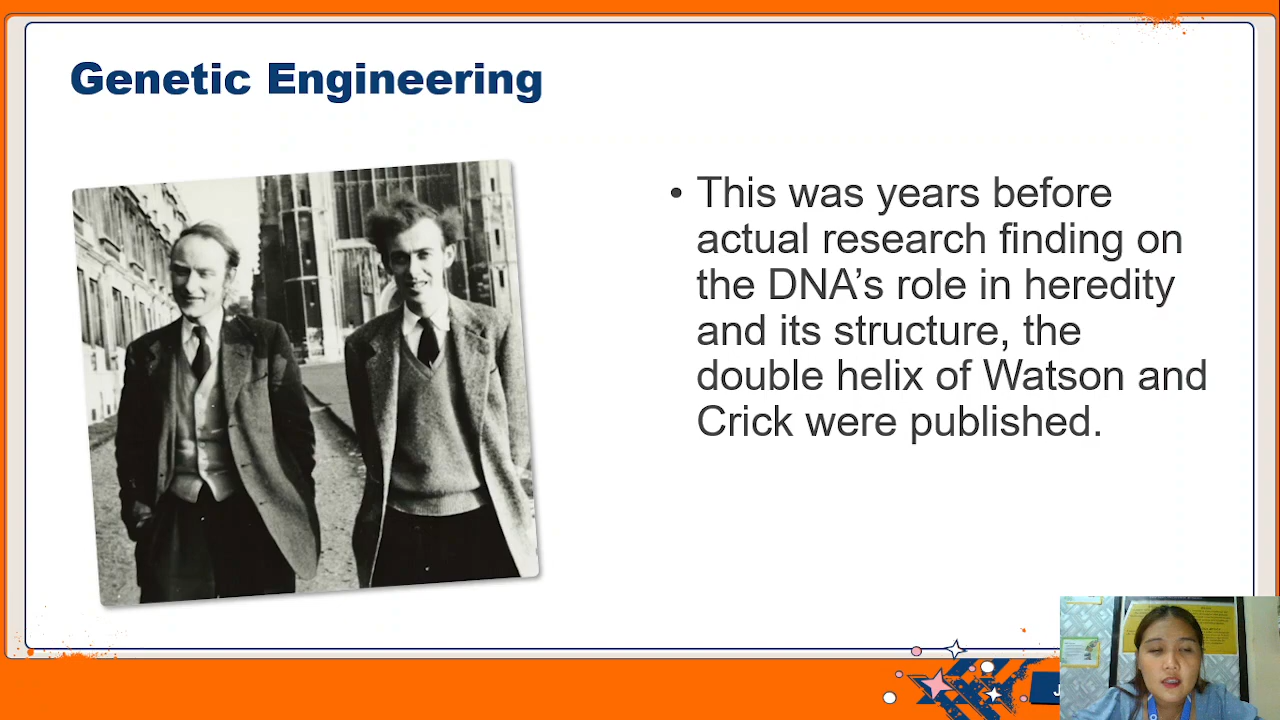 Genetic Engineering
• This was years before
actual research finding on
the DNA’s role in heredity
and its structure, the
double helix of Watson and
Crick were published.
J